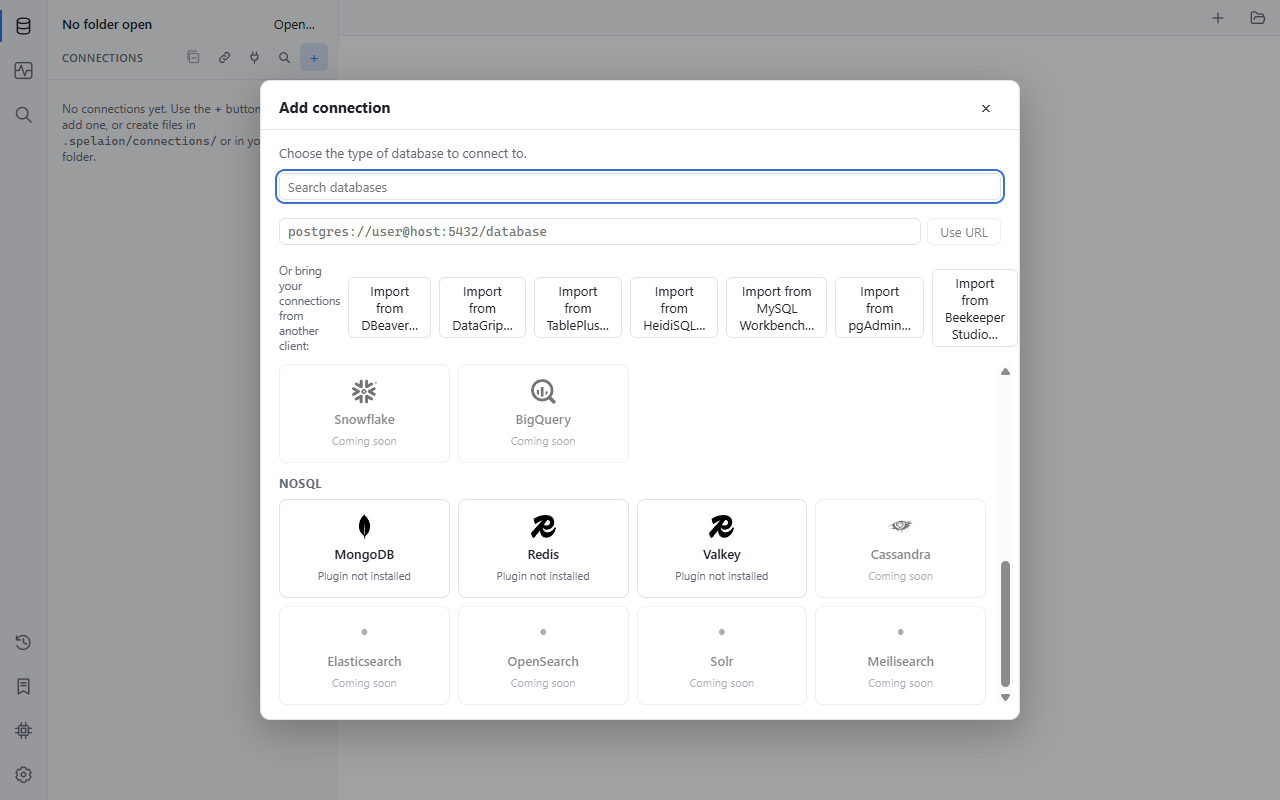 No folder open
Open...
CONNECTIONS
No connections yet. Use the + button
add one, or create files in
.spelaion/connections/ or in yo
folder.
Add connection
Choose the type of database to connect to.
Search databases
postgres://user@host:5432/database
Use URL
Or bring
your
connections
from
another
client:
Import
from
DBeaver...
Import
from
DataGrip...
Import
from
TablePlus...
Import
from
HeidiSQL...
Import from
MySQL
Workbench...
Import
from
pgAdmin...
Import
from
Beekeeper
Studio...
Snowflake
Coming soon
BigQuery
Coming soon
NOSQL
MongoDB
Plugin not installed
Redis
Plugin not installed
Valkey
Plugin not installed
Cassandra
Coming soon
Elasticsearch
Coming soon
OpenSearch
Coming soon
Solr
Coming soon
Meilisearch
Coming soon